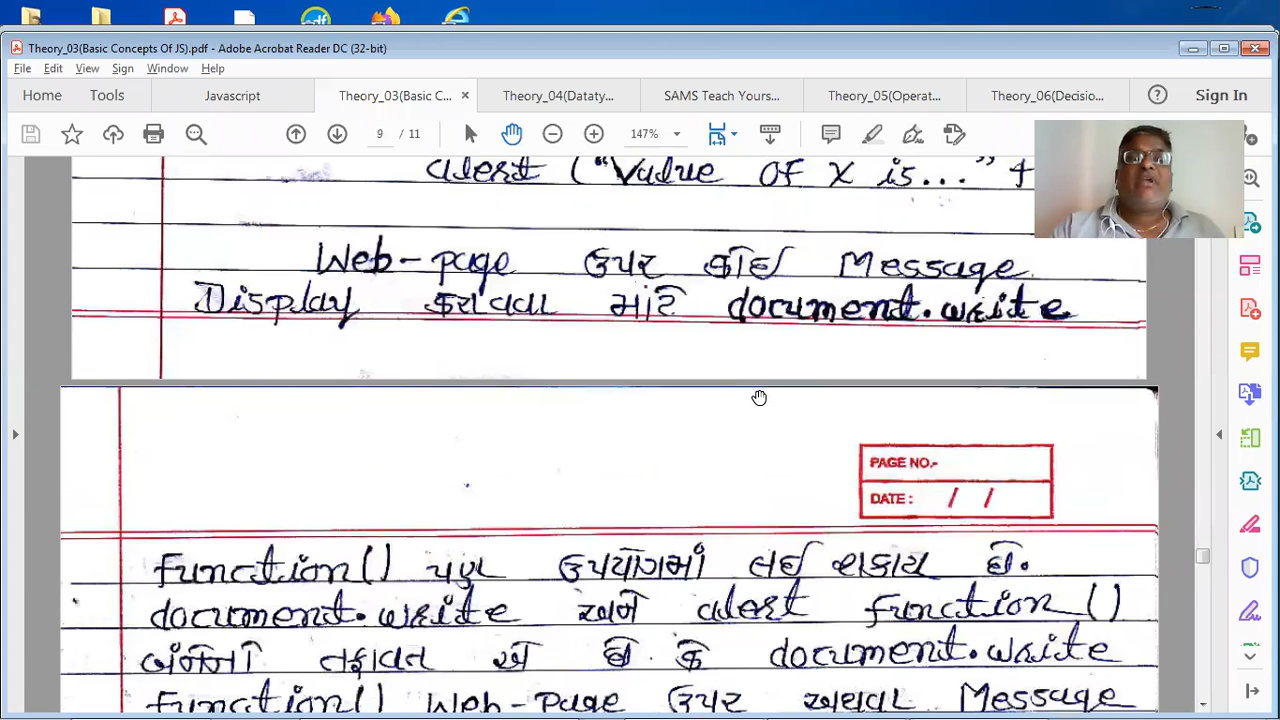 Theory_03(Basic Concepts Of JS).pdf - Adobe Acrobat Reader DC (32-bit)
File Edit View Sign Window Help
Home Tools Javascript Theory_03(Basic C... × Theory_04(Dataty... SAMS Teach Yours... Theory_05(Operat... Theory_06(Decisio... Sign In
9 / 11 147%
alert ("Value OF X is..." +
Web-page ઉપર કોઈ Message
Display કરાવવા માટે document.write
PAGE NO.-
DATE : / /
function() પણ ઉપયોગમાં લઈ શકાય છે.
document.write અને alert function()
બંનેનો તફાવત એ છે કે document.write
function() Web-page ઉપર અથવા Message